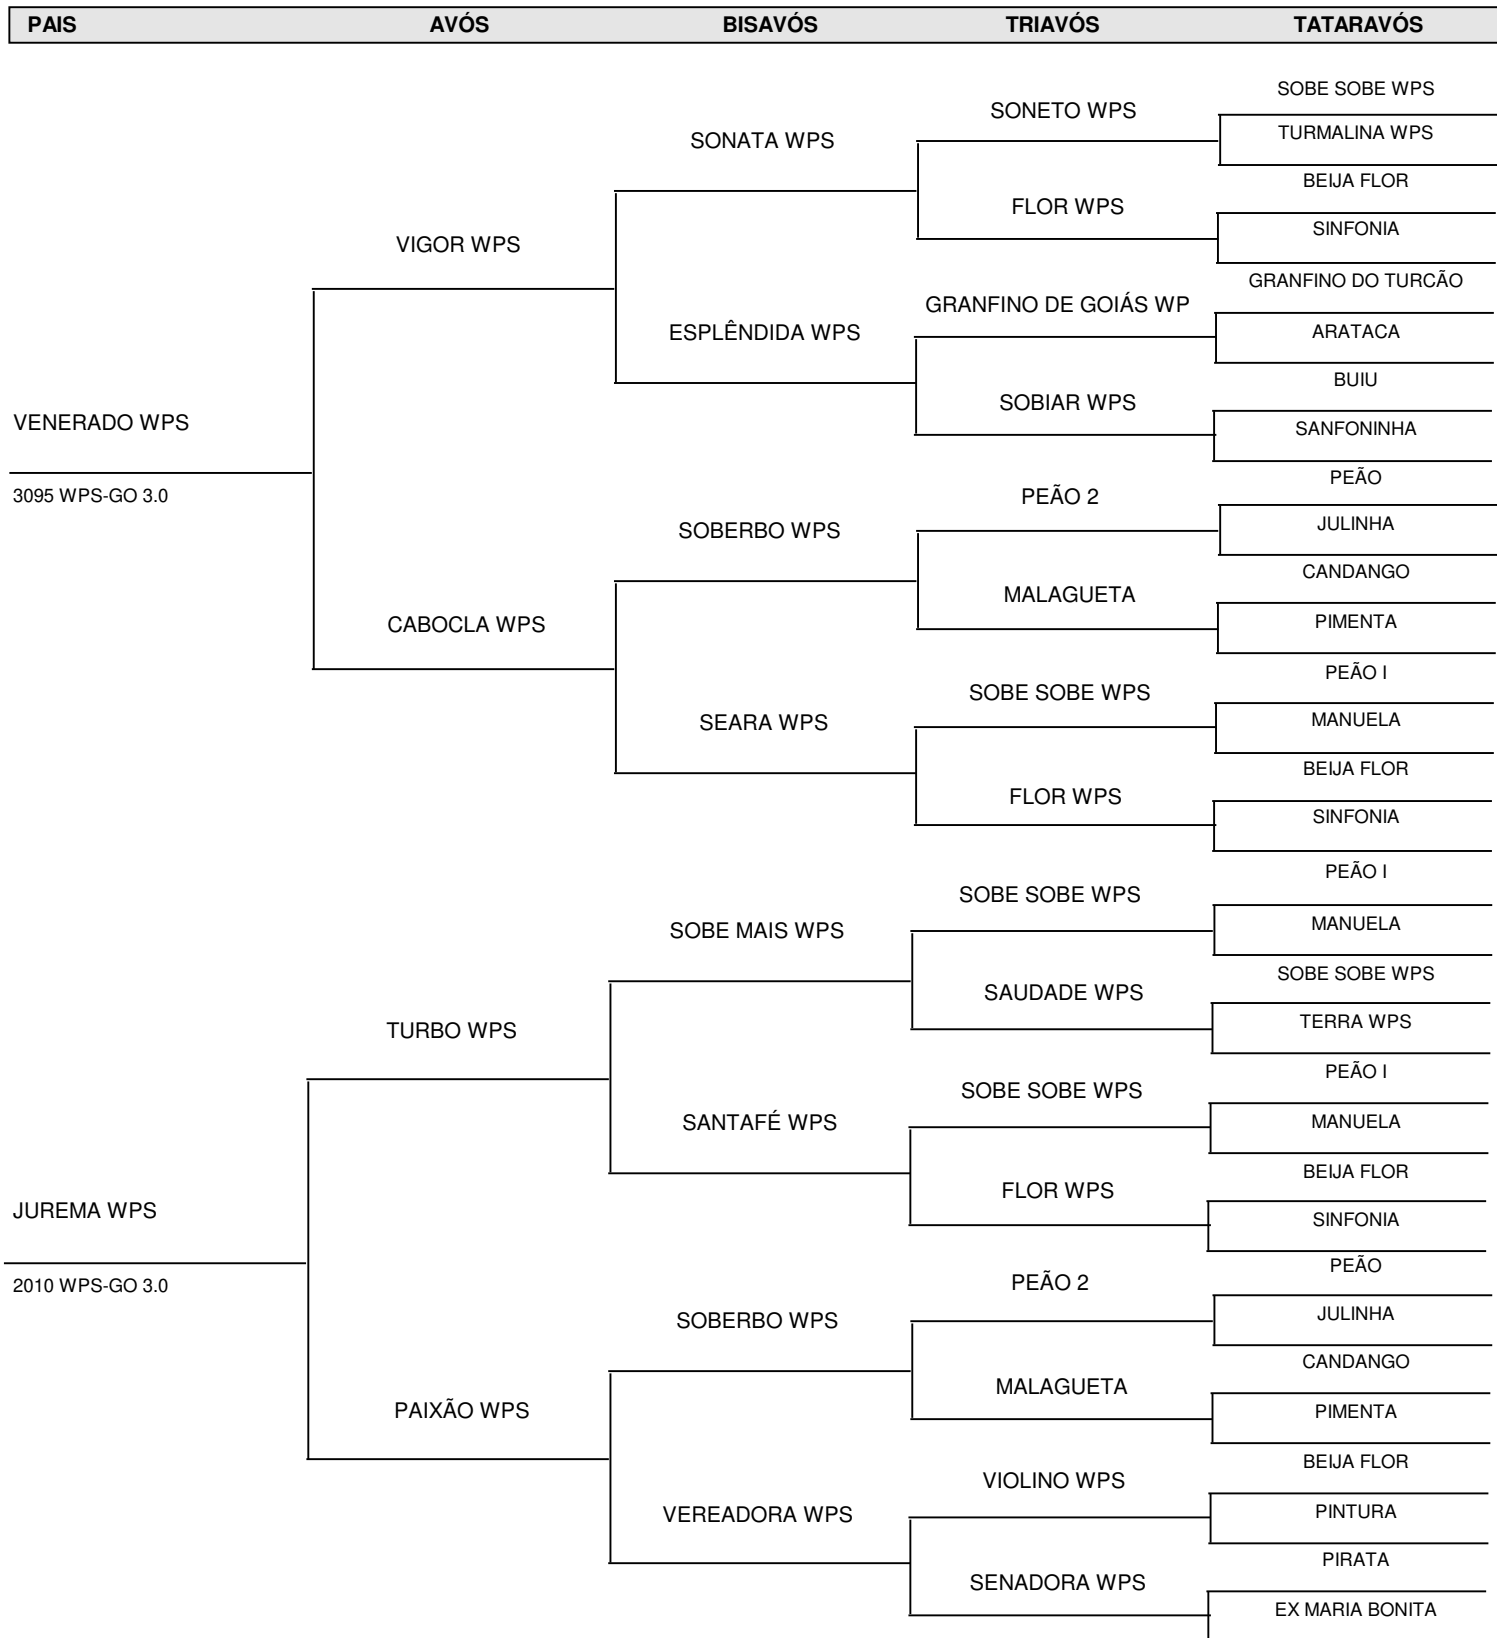 PAIS AVÓS BISAVÓS TRIAVÓS TATARAVÓS
SOBE SOBE WPS
SONETO WPS
TURMALINA WPS
SONATA WPS
BEIJA FLOR
FLOR WPS
SINFONIA
VIGOR WPS
GRANFINO DO TURCÃO
GRANFINO DE GOIÁS WP
ARATACA
ESPLÊNDIDA WPS
BUIU
SOBIAR WPS
SANFONINHA
VENERADO WPS
3095 WPS-GO 3.0
PEÃO
PEÃO 2
JULINHA
SOBERBO WPS
CANDANGO
MALAGUETA
PIMENTA
CABOCLA WPS
PEÃO I
SOBE SOBE WPS
MANUELA
SEARA WPS
BEIJA FLOR
FLOR WPS
SINFONIA
PEÃO I
SOBE SOBE WPS
MANUELA
SOBE MAIS WPS
SOBE SOBE WPS
SAUDADE WPS
TERRA WPS
TURBO WPS
PEÃO I
SOBE SOBE WPS
MANUELA
SANTAFÉ WPS
BEIJA FLOR
FLOR WPS
SINFONIA
JUREMA WPS
2010 WPS-GO 3.0
PEÃO
PEÃO 2
JULINHA
SOBERBO WPS
CANDANGO
MALAGUETA
PIMENTA
PAIXÃO WPS
BEIJA FLOR
VIOLINO WPS
PINTURA
VEREADORA WPS
PIRATA
SENADORA WPS
EX MARIA BONITA